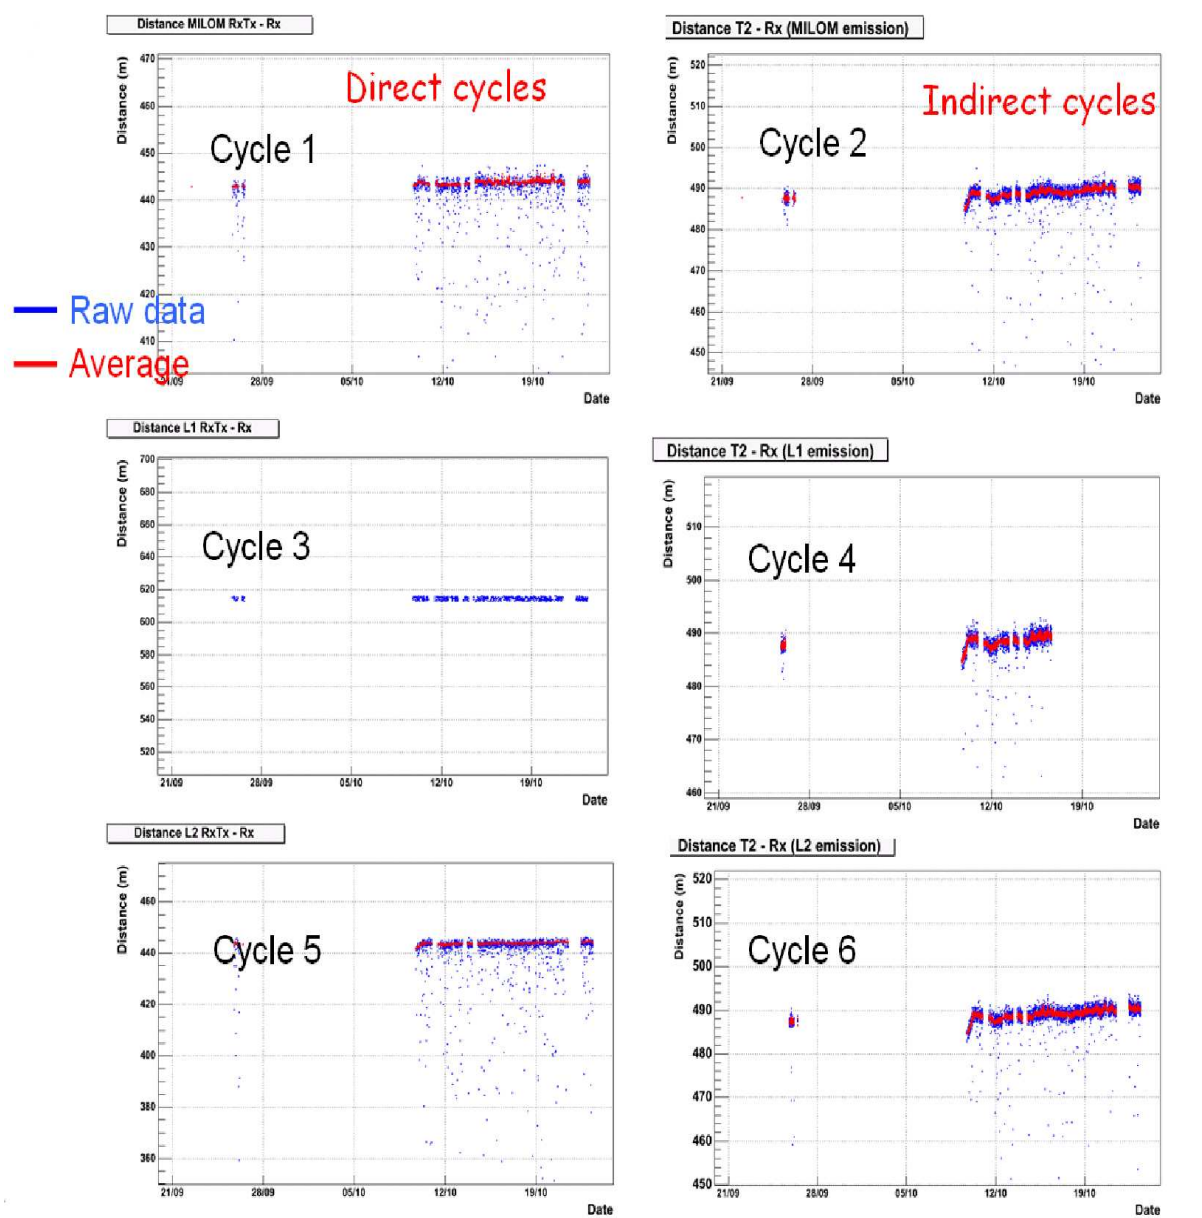 Distance MILOM RxTx - Rx
Distance (m)
470
460
450
440
430
420
410
Direct cycles
Cycle 1
21/09
28/09
05/10
12/10
19/10
Date
Distance T2 - Rx (MILOM emission)
Distance (m)
520
510
500
490
480
470
460
450
Indirect cycles
Cycle 2
21/09
28/09
05/10
12/10
19/10
Date
Raw data
Average
Distance L1 RxTx - Rx
Distance (m)
700
680
660
640
620
600
580
560
540
520
Cycle 3
21/09
28/09
05/10
12/10
19/10
Date
Distance T2 - Rx (L1 emission)
Distance (m)
510
500
490
480
470
460
Cycle 4
21/09
28/09
05/10
12/10
19/10
Date
Distance L2 RxTx - Rx
Distance (m)
460
440
420
400
380
360
Cycle 5
21/09
28/09
05/10
12/10
19/10
Date
Distance T2 - Rx (L2 emission)
Distance (m)
520
510
500
490
480
470
460
450
Cycle 6
21/09
28/09
05/10
12/10
19/10
Date